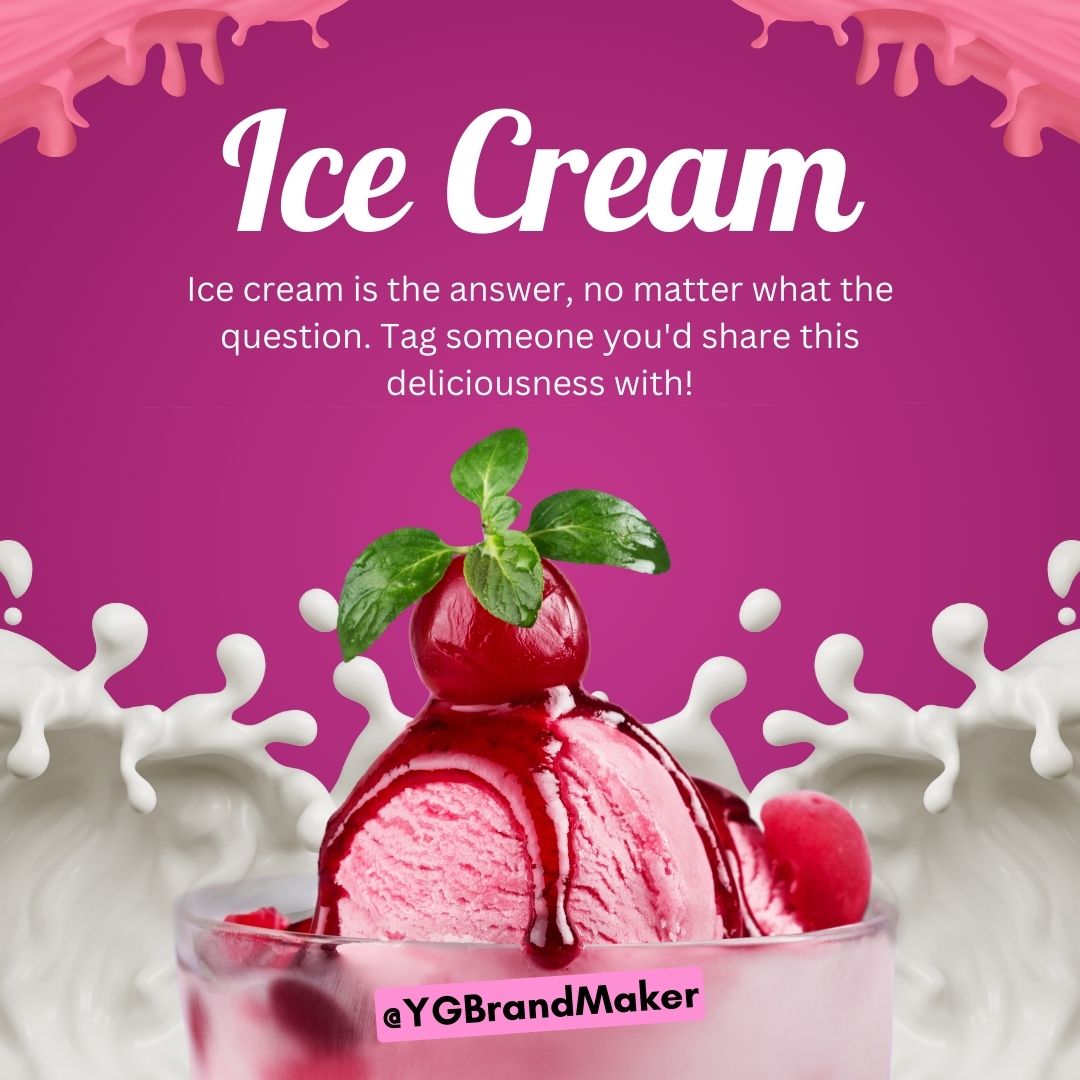 Ice Cream
Ice cream is the answer, no matter what the
question. Tag someone you'd share this
deliciousness with!
@YGBrandMaker